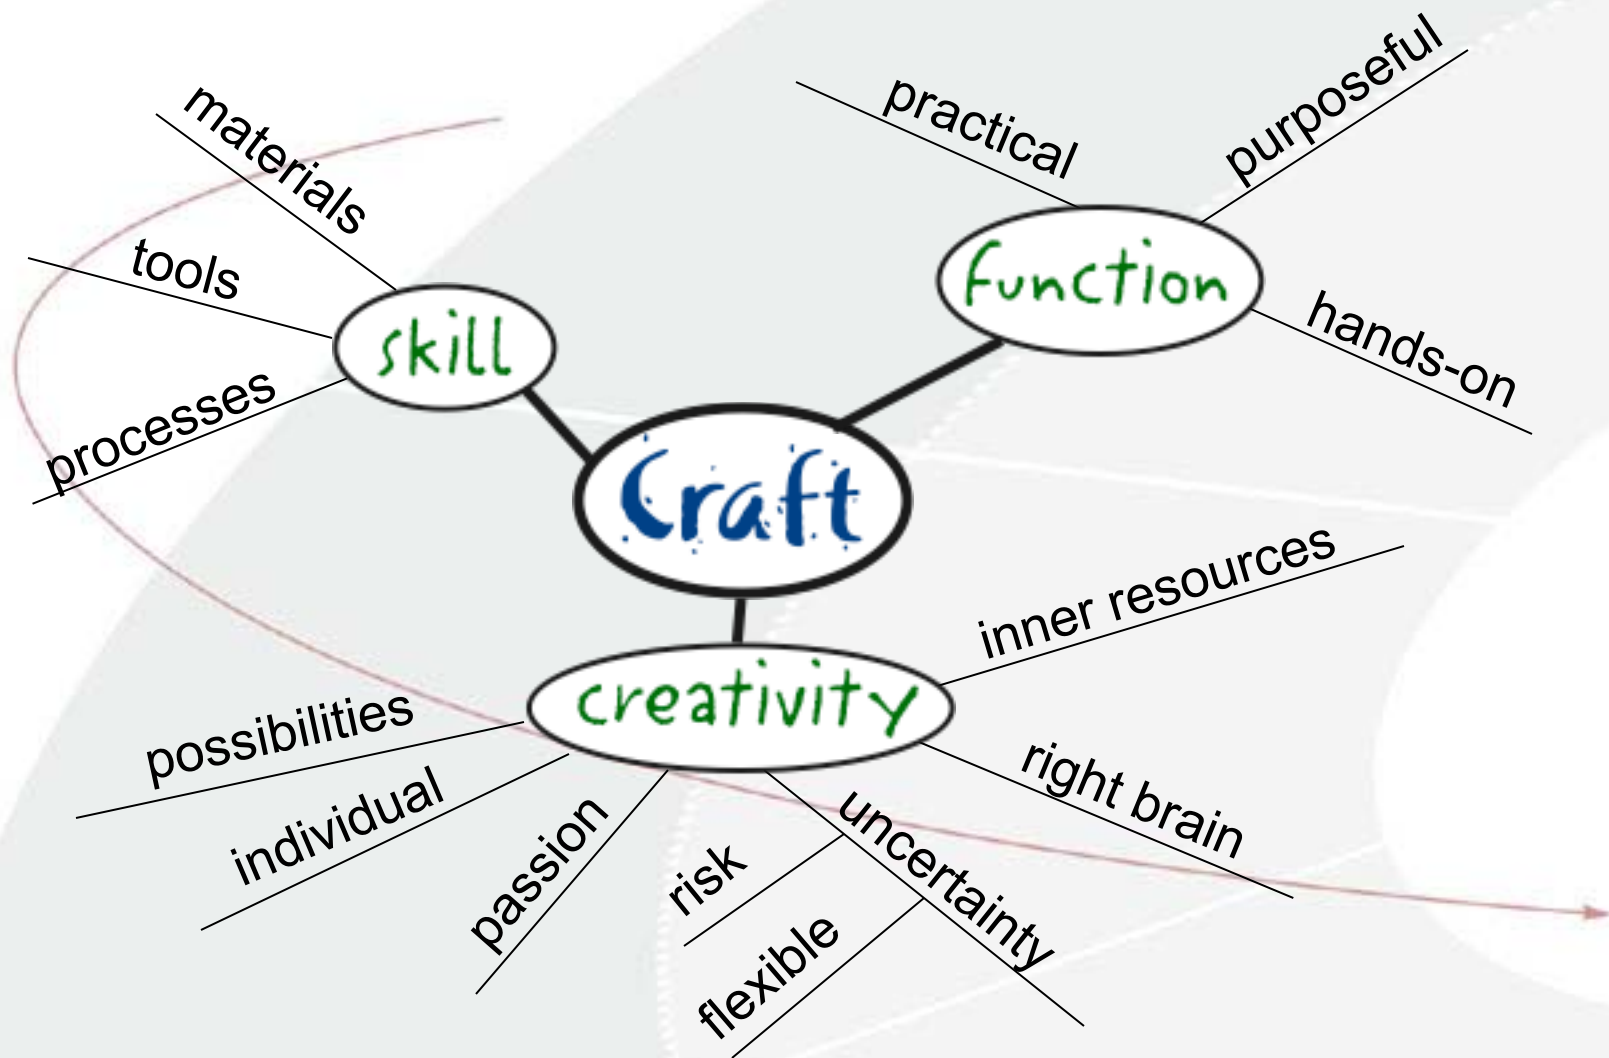 materials
tools
processes
skill
practical
purposeful
hands-on
function
Craft
creativity
inner resources
right brain
uncertainty
risk
flexible
passion
individual
possibilities